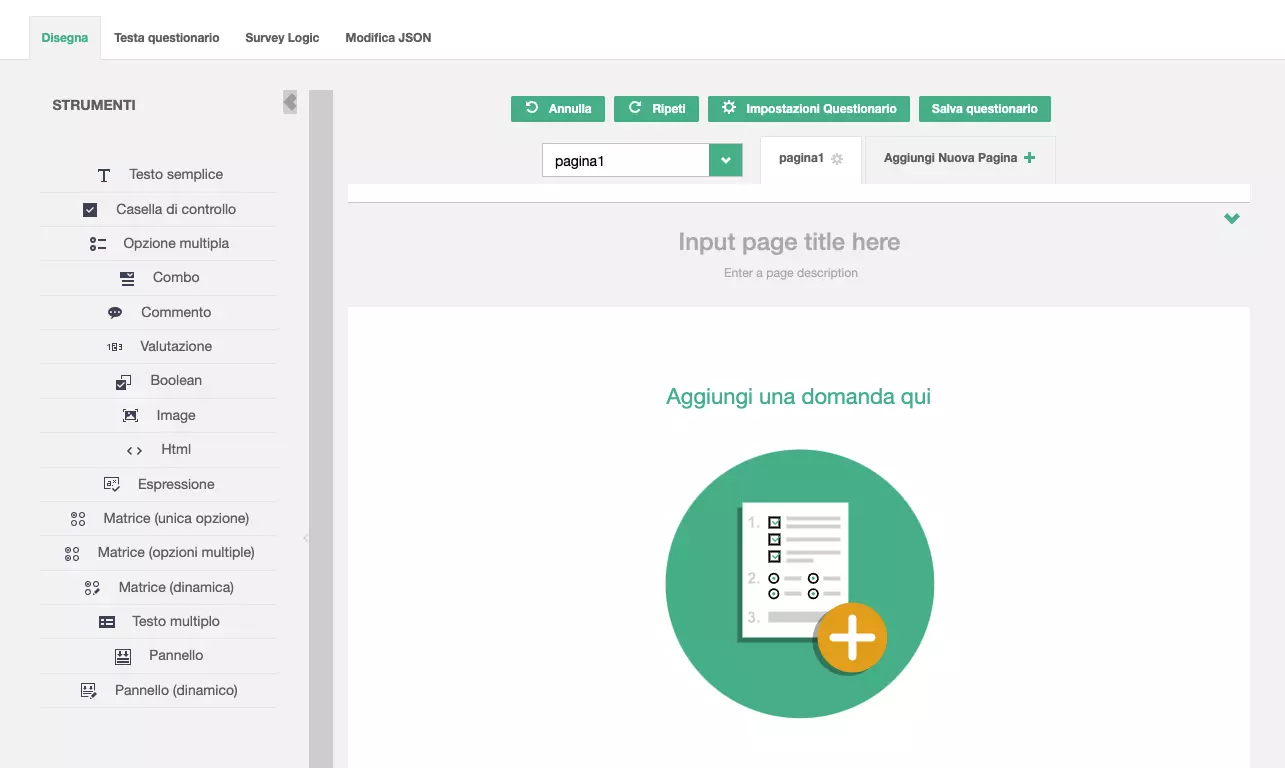 Disegna
Testa questionario
Survey Logic
Modifica JSON
STRUMENTI
Annulla
Ripeti
Impostazioni Questionario
Salva questionario
pagina1
pagina1
Aggiungi Nuova Pagina
Input page title here
Enter a page description
Testo semplice
Casella di controllo
Opzione multipla
Combo
Commento
Valutazione
Boolean
Image
Html
Espressione
Matrice (unica opzione)
Matrice (opzioni multiple)
Matrice (dinamica)
Testo multiplo
Pannello
Pannello (dinamico)
Aggiungi una domanda qui
1.
2.
3.